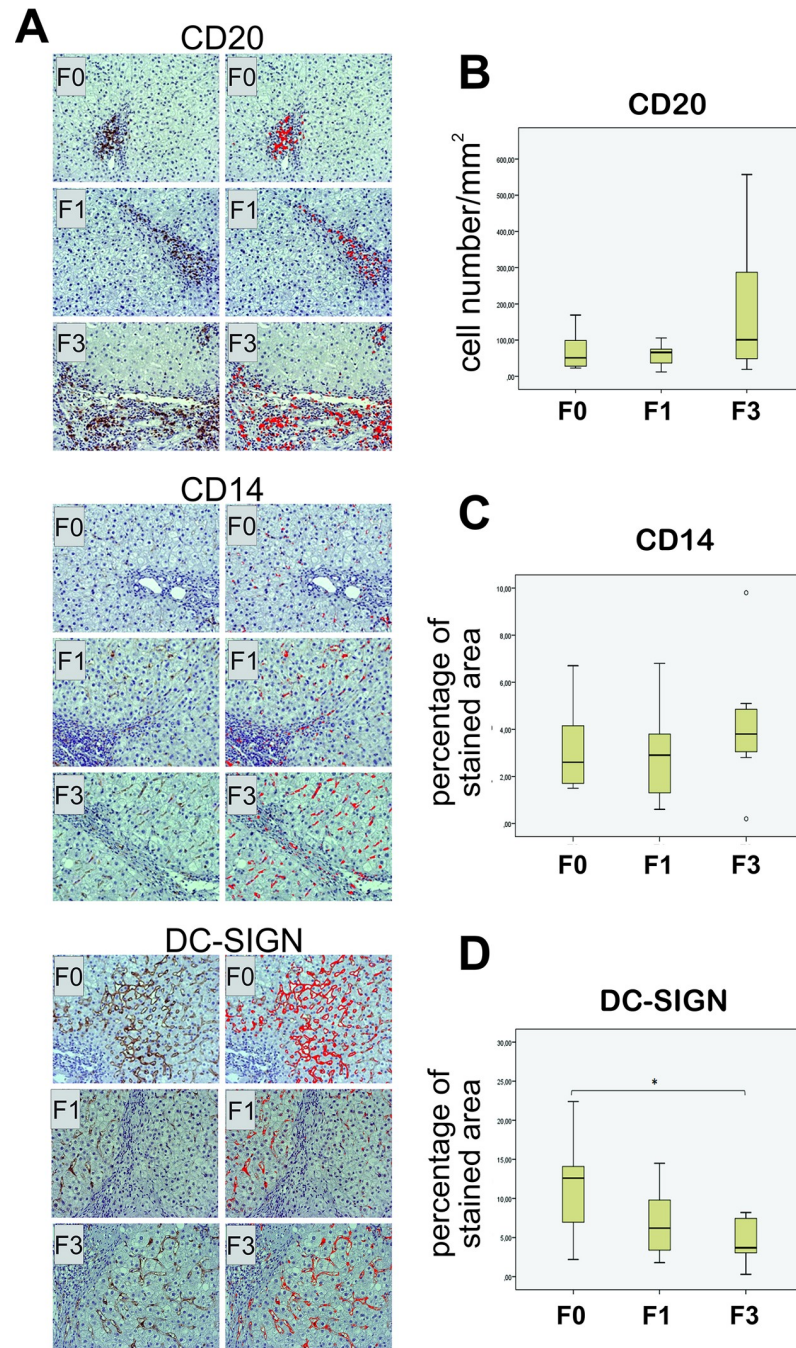 A
CD20
F0
F0
F1
F1
F3
F3
CD14
F0
F0
F1
F1
F3
F3
DC-SIGN
F0
F0
F1
F1
F3
F3
B
CD20
cell number/mm²
600,00
500,00
400,00
300,00
200,00
100,00
,00
F0 F1 F3
C
CD14
percentage of
stained area
10,00
8,00
6,00
4,00
2,00
,00
F0 F1 F3
D
DC-SIGN
percentage of
stained area
30,00
25,00
20,00
15,00
10,00
5,00
,00
*
F0 F1 F3